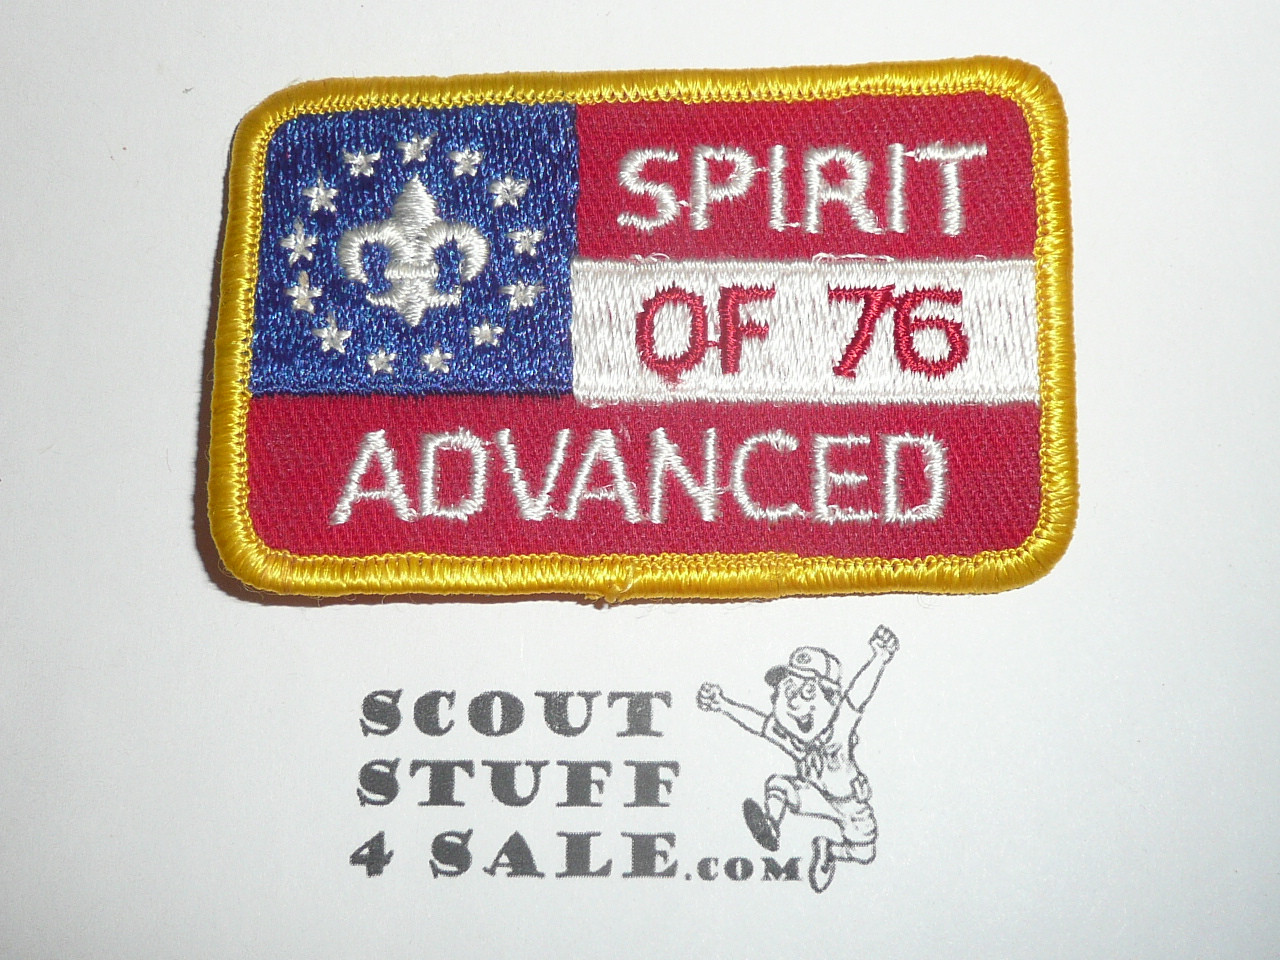 SPIRIT
OF 76
ADVANCED
SCOUT
STUFF
4 SALE.COM